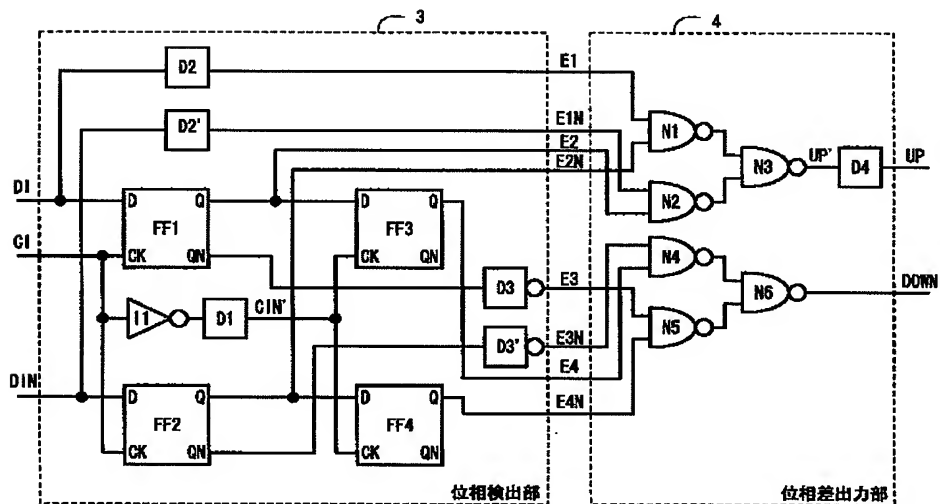 3
4
D2
E1
D2'
E1N
E2
E2N
N1
N2
N3
UP'
D4
UP
DI
D
Q
FF1
CK
QN
D
Q
FF3
CK
QN
CI
I1
D1
CIN'
D3
E3
D3'
E3N
E4
E4N
N4
N5
N6
DOWN
DIN
D
Q
FF2
CK
QN
D
Q
FF4
CK
QN
位相検出部
位相差出力部